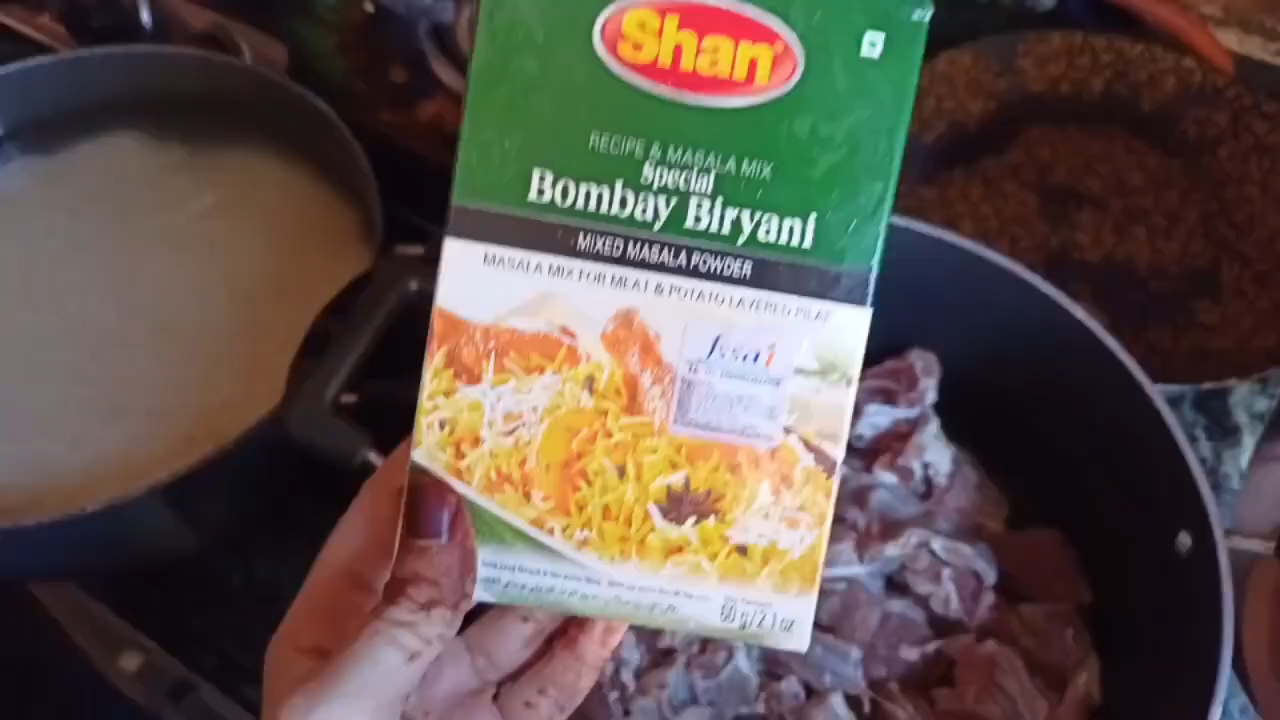 Shan
RECIPE & MASALA MIX
Special
Bombay Biryani
MIXED MASALA POWDER
MASALA MIX FOR MEAT & POTATO LAYERED PILAF
fssai
60 g/2.1 oz